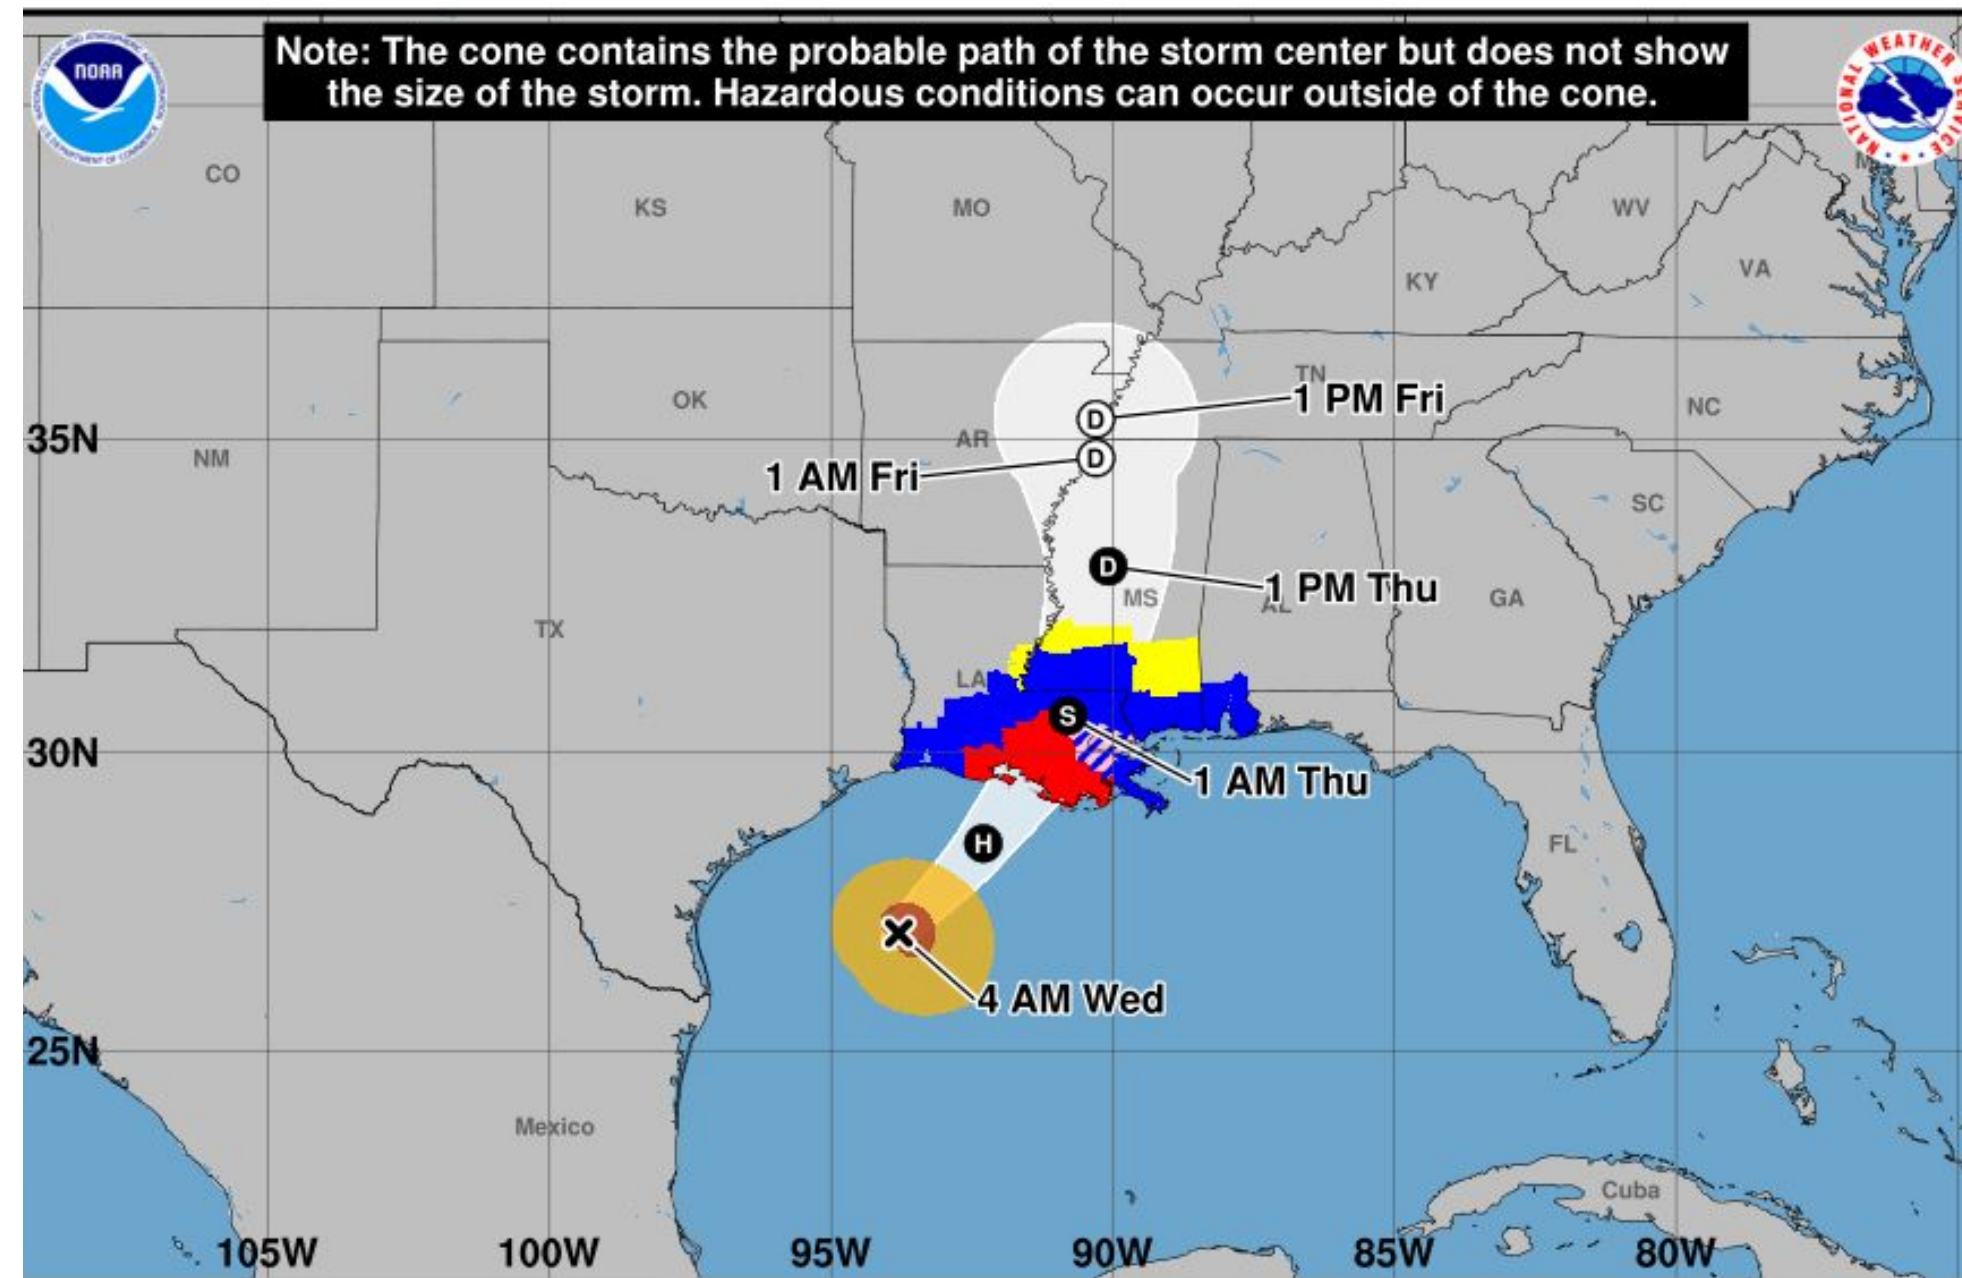 Note: The cone contains the probable path of the storm center but does not show
the size of the storm. Hazardous conditions can occur outside of the cone.
NOAA
NATIONAL WEATHER SERVICE
CO
KS
MO
WV
VA
KY
TN
1 PM Fri
D
OK
NC
35N
AR
NM
D
1 AM Fri
SC
D
1 PM Thu
MS
AL
GA
TX
LA
S
30N
1 AM Thu
H
FL
4 AM Wed
25N
Mexico
Cuba
105W
100W
95W
90W
85W
80W